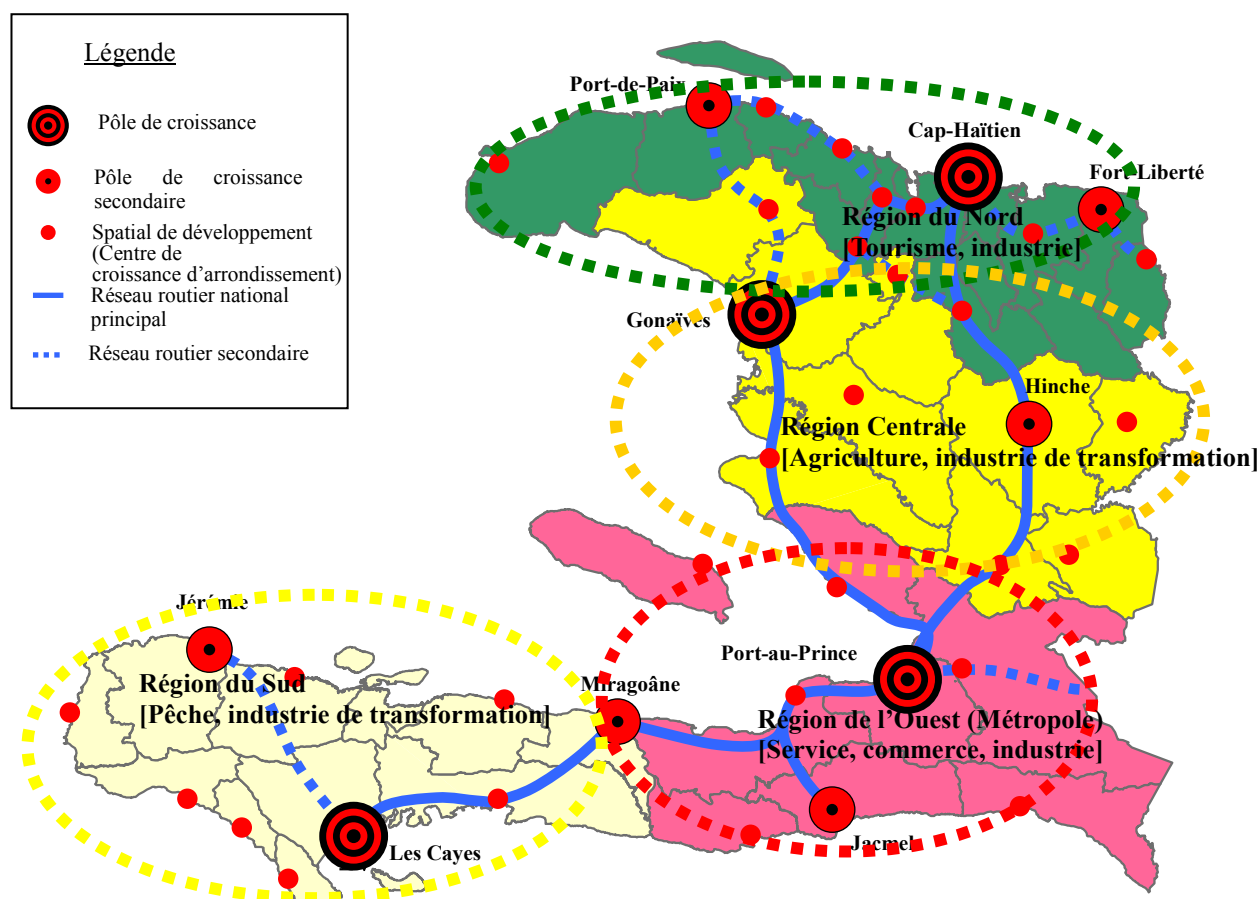 Légende
Pôle de croissance
Pôle de croissance
secondaire
Spatial de développement
(Centre de
croissance d'arrondissement)
Réseau routier national
principal
Réseau routier secondaire
Port-de-Paix
Cap-Haïtien
Fort-Liberté
Région du Nord
[Tourisme, industrie]
Gonaïves
Hinche
Région Centrale
[Agriculture, industrie de transformation]
Jérémie
Région du Sud
[Pêche, industrie de transformation]
Miragoâne
Port-au-Prince
Région de l'Ouest (Métropole)
[Service, commerce, industrie]
Les Cayes
Jacmel